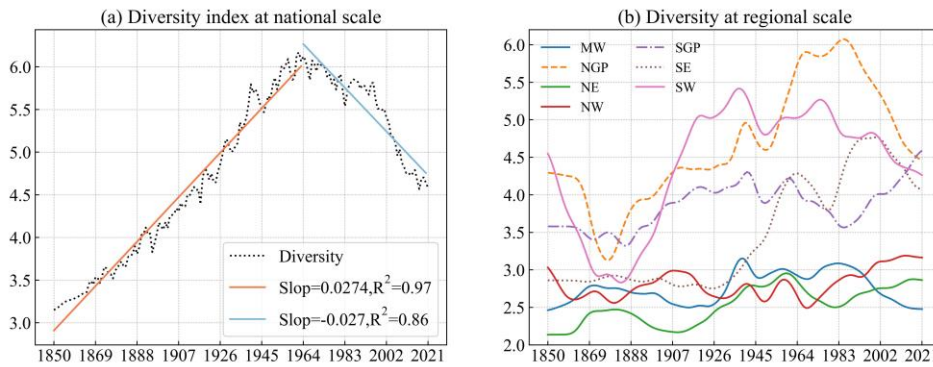 (a) Diversity index at national scale
6.0
5.5
5.0
4.5
4.0
3.5
3.0
Diversity
Slop=0.0274,R²=0.97
Slop=-0.027,R²=0.86
1850 1869 1888 1907 1926 1945 1964 1983 2002 2021
(b) Diversity at regional scale
MW
NGP
NE
NW
SGP
SE
SW
6.0
5.5
5.0
4.5
4.0
3.5
3.0
2.5
2.0
1850 1869 1888 1907 1926 1945 1964 1983 2002 202